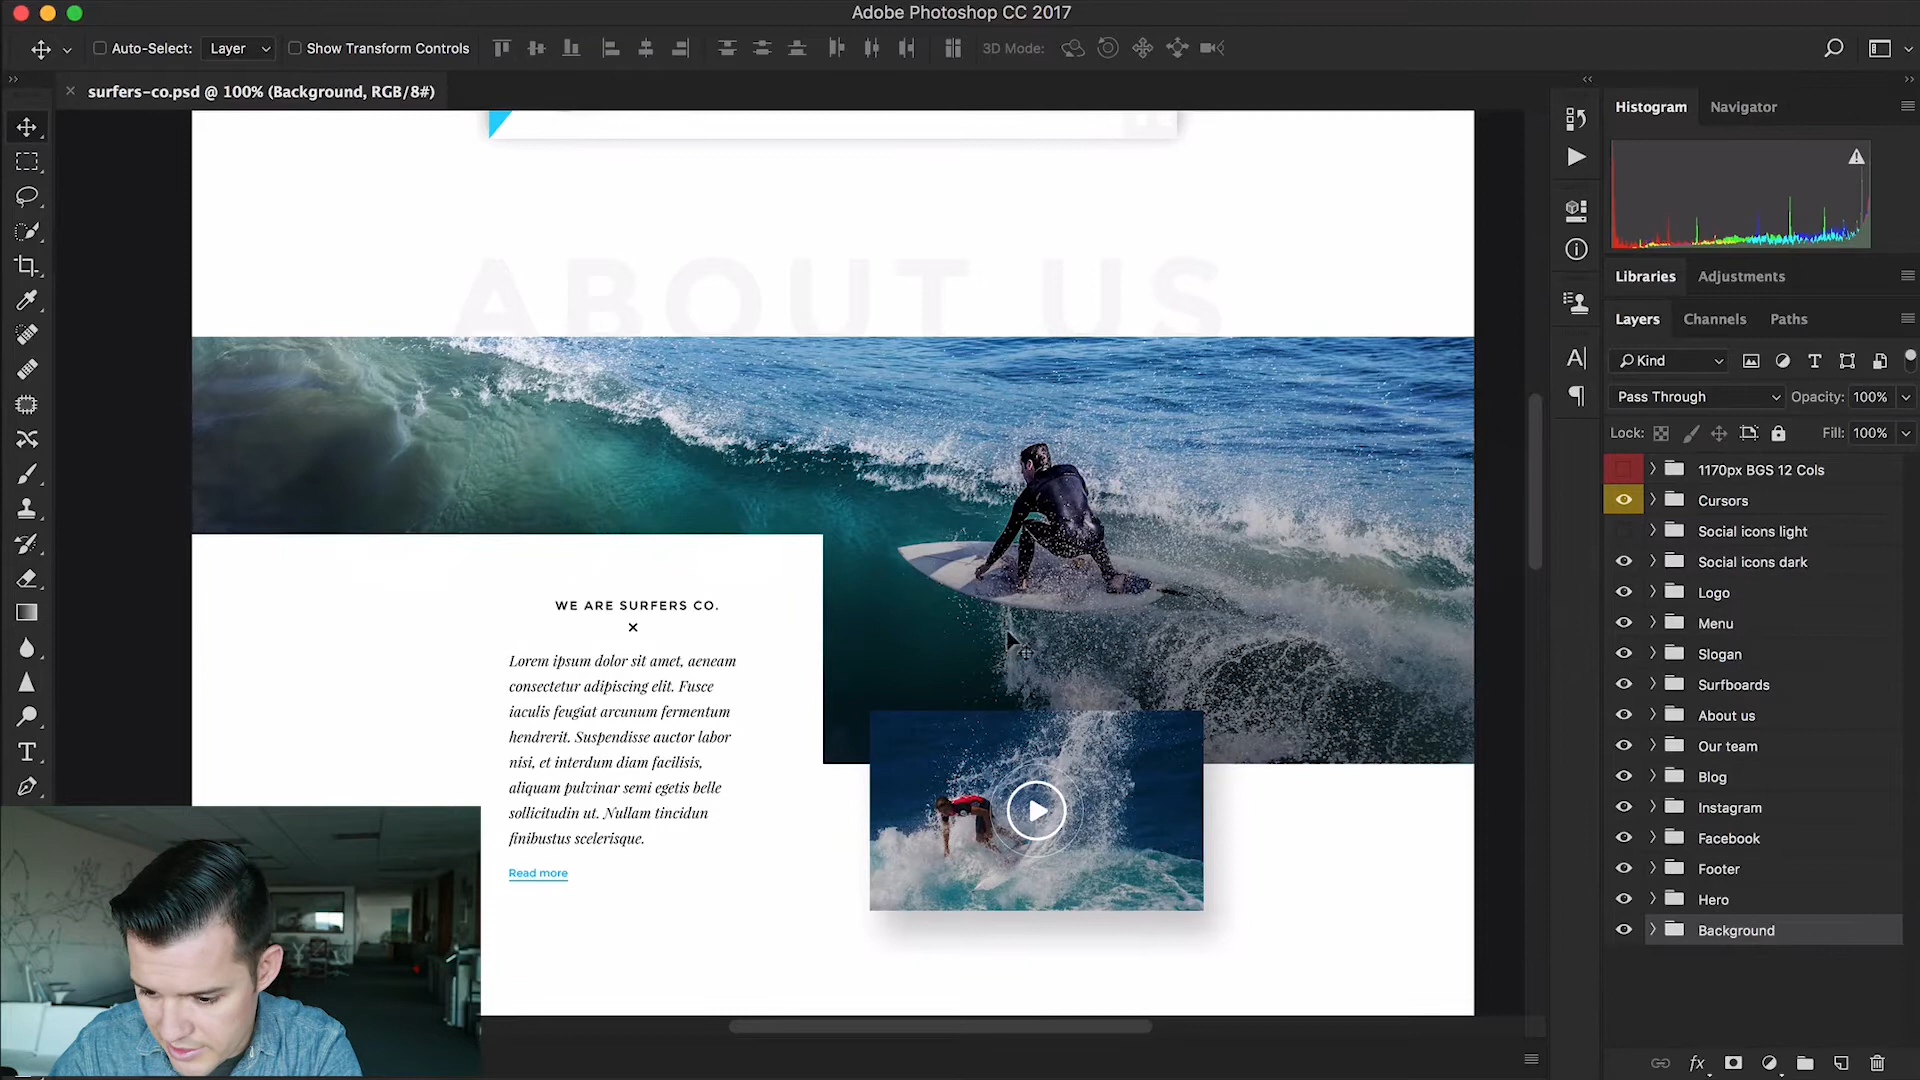 Adobe Photoshop CC 2017
Auto-Select:
Layer
Show Transform Controls
3D Mode:
surfers-co.psd @ 100% (Background, RGB/8#)
ABOUT US
WE ARE SURFERS CO.
Lorem ipsum dolor sit amet, aeneam
consectetur adipiscing elit. Fusce
iaculis feugiat arcunum fermentum
hendrerit. Suspendisse auctor labor
nisi, et interdum diam facilisis,
aliquam pulvinar semi egetis belle
sollicitudin ut. Nullam tincidun
finibustus scelerisque.
Read more
Histogram
Navigator
Libraries
Adjustments
Layers
Channels
Paths
Kind
Pass Through
Opacity: 100%
Lock:
Fill: 100%
1170px BGS 12 Cols
Cursors
Social icons light
Social icons dark
Logo
Menu
Slogan
Surfboards
About us
Our team
Blog
Instagram
Facebook
Footer
Hero
Background
fx